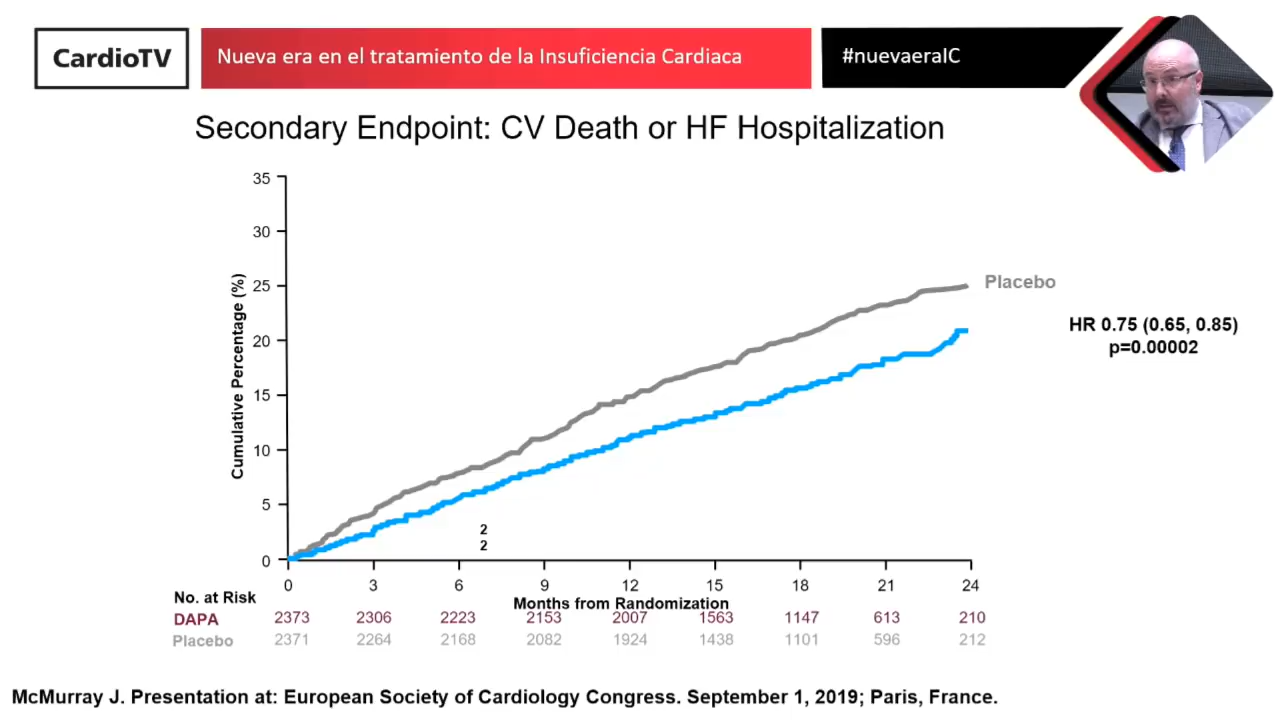 CardioTV
Nueva era en el tratamiento de la Insuficiencia Cardiaca
#nuevaeraIC
Secondary Endpoint: CV Death or HF Hospitalization
Cumulative Percentage (%)
35
30
25
20
15
10
5
0
Placebo
HR 0.75 (0.65, 0.85)
p=0.00002
2
2
0 3 6 9 12 15 18 21 24
Months from Randomization
No. at Risk
DAPA 2373 2306 2223 2153 2007 1563 1147 613 210
Placebo 2371 2264 2168 2082 1924 1438 1101 596 212
McMurray J. Presentation at: European Society of Cardiology Congress. September 1, 2019; Paris, France.